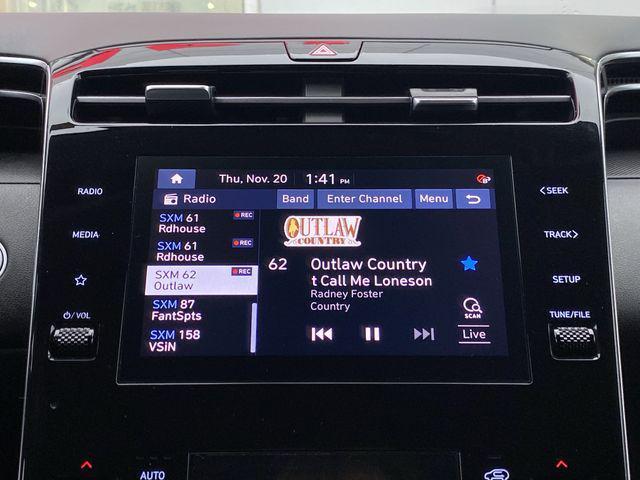 Thu, Nov. 20 1:41 PM
Radio Band Enter Channel Menu
SXM 61 REC
Rdhouse
SXM 61 REC
Rdhouse
SXM 62 REC
Outlaw
SXM 87
FantSpts
SXM 158
VSiN
OUTLAW
COUNTRY
62 Outlaw Country
t Call Me Loneson
Radney Foster
Country
SCAN
Live
RADIO
MEDIA
/VOL
AUTO
<SEEK
TRACK>
SETUP
TUNE/FILE